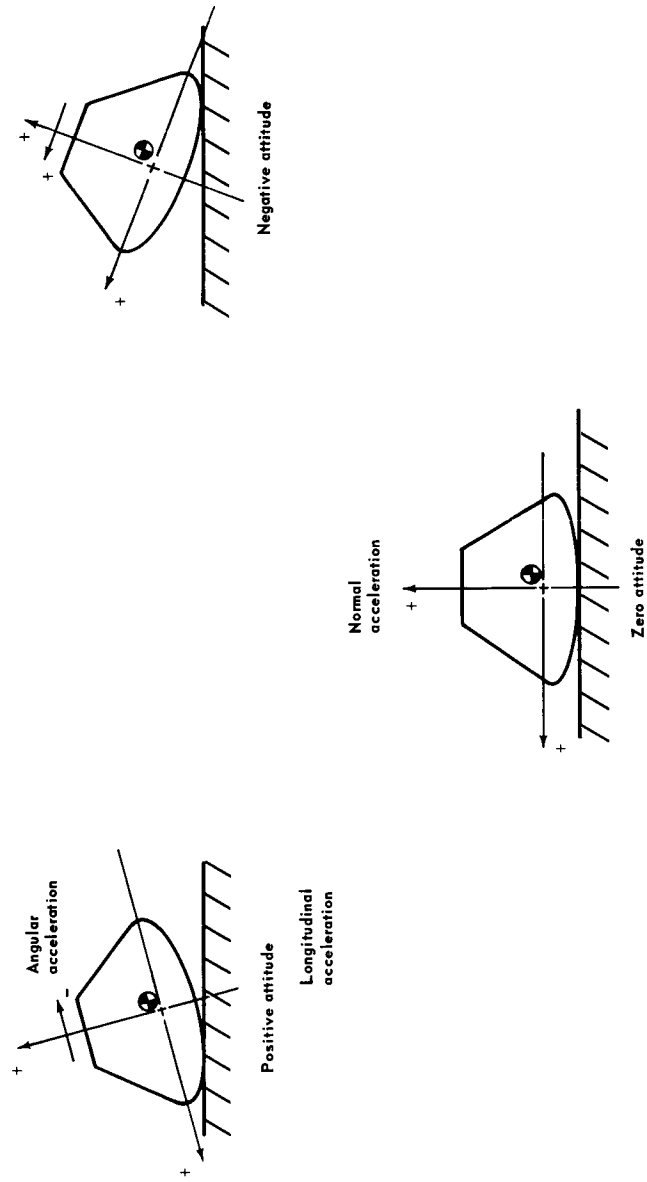 Angular
acceleration
+
−
+
Positive attitude
Longitudinal
acceleration
Normal
acceleration
+
+
Zero attitude
+
+
+
Negative attitude